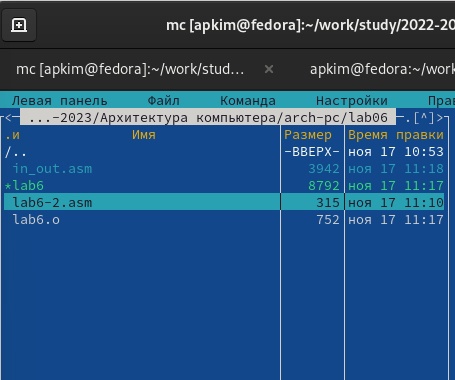 mc [apkim@fedora]:~/work/study/2022-20
mc [apkim@fedora]:~/work/stud… × apkim@fedora:~/work
Левая панель Файл Команда Настройки Прав
<— …-2023/Архитектура компьютера/arch-pc/lab06 —.[^]>
.и Имя Размер Время правки
/.. -ВВЕРХ- ноя 17 10:53
in_out.asm 3942 ноя 17 11:18
*lab6 8792 ноя 17 11:17
lab6-2.asm 315 ноя 17 11:10
lab6.o 752 ноя 17 11:17